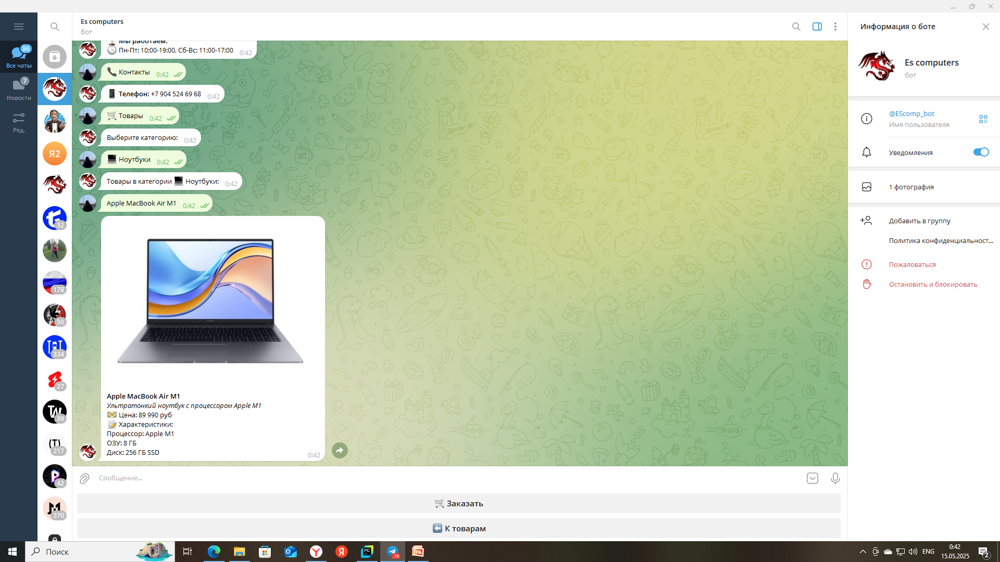 Es computers
бот
Информация о боте
86
Все чаты
7
Новости
Ред.
Я2
32
178
50
334
27
39
217
42
370
Мы работаем:
Пн-Пт: 10:00-19:00, Сб-Вс: 11:00-17:00 0:42
Контакты 0:42
Телефон: +7 904 524 69 68 0:42
Товары 0:42
Выберите категорию: 0:42
Ноутбуки 0:42
Товары в категории Ноутбуки: 0:42
Apple MacBook Air M1 0:42
Apple MacBook Air M1
Ультратонкий ноутбук с процессором Apple M1
Цена: 89 990 руб
Характеристики:
Процессор: Apple M1
ОЗУ: 8 ГБ
Диск: 256 ГБ SSD
0:42
Сообщение...
Заказать
К товарам
Es computers
бот
@EScomp_bot
Имя пользователя
Уведомления
1 фотография
Добавить в группу
Политика конфиденциальност...
Пожаловаться
Остановить и блокировать
Поиск
PC
.76
ENG
0:42
15.05.2025
2